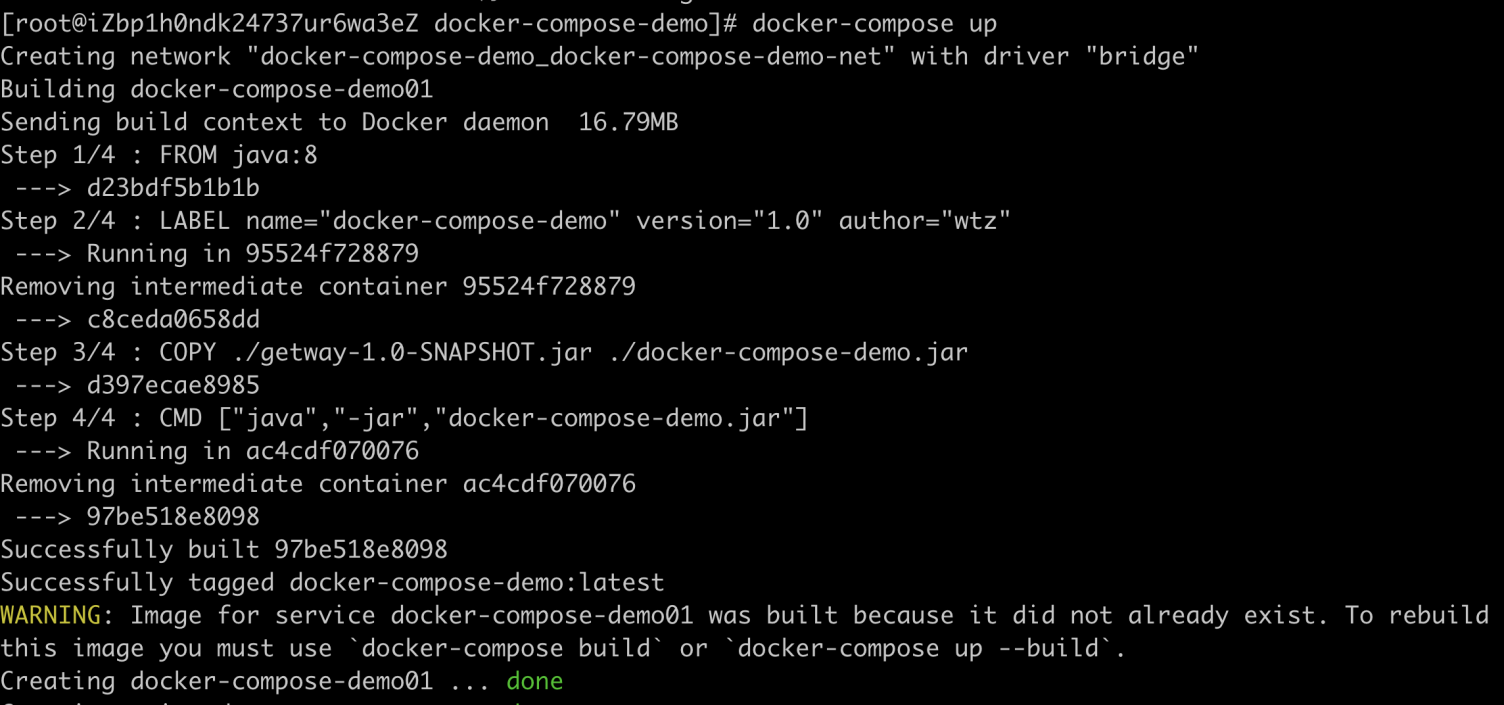 [root@iZbp1h0ndk24737ur6wa3eZ docker-compose-demo]# docker-compose up
Creating network "docker-compose-demo_docker-compose-demo-net" with driver "bridge"
Building docker-compose-demo01
Sending build context to Docker daemon  16.79MB
Step 1/4 : FROM java:8
 ---> d23bdf5b1b1b
Step 2/4 : LABEL name="docker-compose-demo" version="1.0" author="wtz"
 ---> Running in 95524f728879
Removing intermediate container 95524f728879
 ---> c8ceda0658dd
Step 3/4 : COPY ./getway-1.0-SNAPSHOT.jar ./docker-compose-demo.jar
 ---> d397ecae8985
Step 4/4 : CMD ["java","-jar","docker-compose-demo.jar"]
 ---> Running in ac4cdf070076
Removing intermediate container ac4cdf070076
 ---> 97be518e8098
Successfully built 97be518e8098
Successfully tagged docker-compose-demo:latest
WARNING: Image for service docker-compose-demo01 was built because it did not already exist. To rebuild
this image you must use `docker-compose build` or `docker-compose up --build`.
Creating docker-compose-demo01 ... done